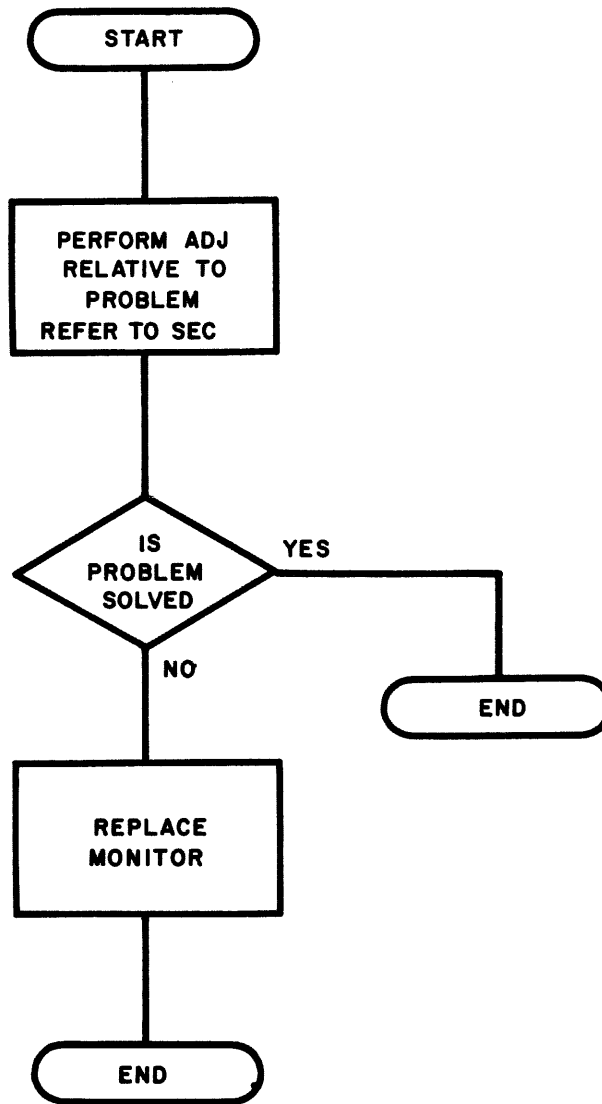 START
PERFORM ADJ
RELATIVE TO
PROBLEM
REFER TO SEC
IS
PROBLEM
SOLVED
YES
NO
END
REPLACE
MONITOR
END